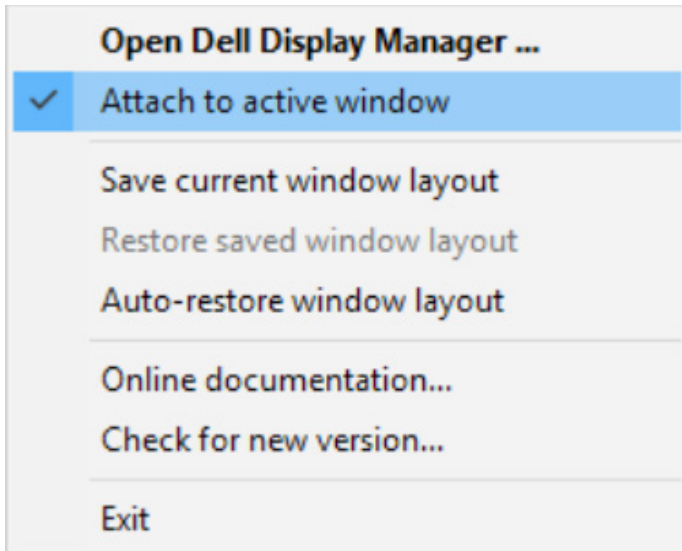 Open Dell Display Manager ...
Attach to active window
Save current window layout
Restore saved window layout
Auto-restore window layout
Online documentation...
Check for new version...
Exit